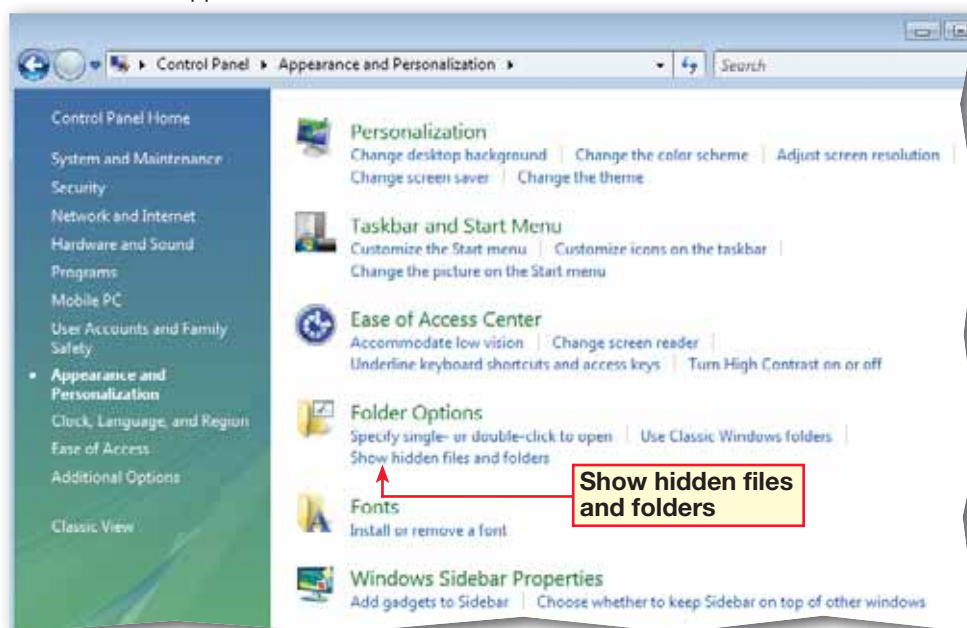 Control Panel ▸ Appearance and Personalization ▸
Search
Control Panel Home
System and Maintenance
Security
Network and Internet
Hardware and Sound
Programs
Mobile PC
User Accounts and Family
Safety
• Appearance and
Personalization
Clock, Language, and Region
Ease of Access
Additional Options
Classic View
Personalization
Change desktop background | Change the color scheme | Adjust screen resolution
Change screen saver | Change the theme
Taskbar and Start Menu
Customize the Start menu | Customize icons on the taskbar
Change the picture on the Start menu
Ease of Access Center
Accommodate low vision | Change screen reader
Underline keyboard shortcuts and access keys | Turn High Contrast on or off
Folder Options
Specify single- or double-click to open | Use Classic Windows folders
Show hidden files and folders
Show hidden files
and folders
Fonts
Install or remove a font
Windows Sidebar Properties
Add gadgets to Sidebar | Choose whether to keep Sidebar on top of other windows